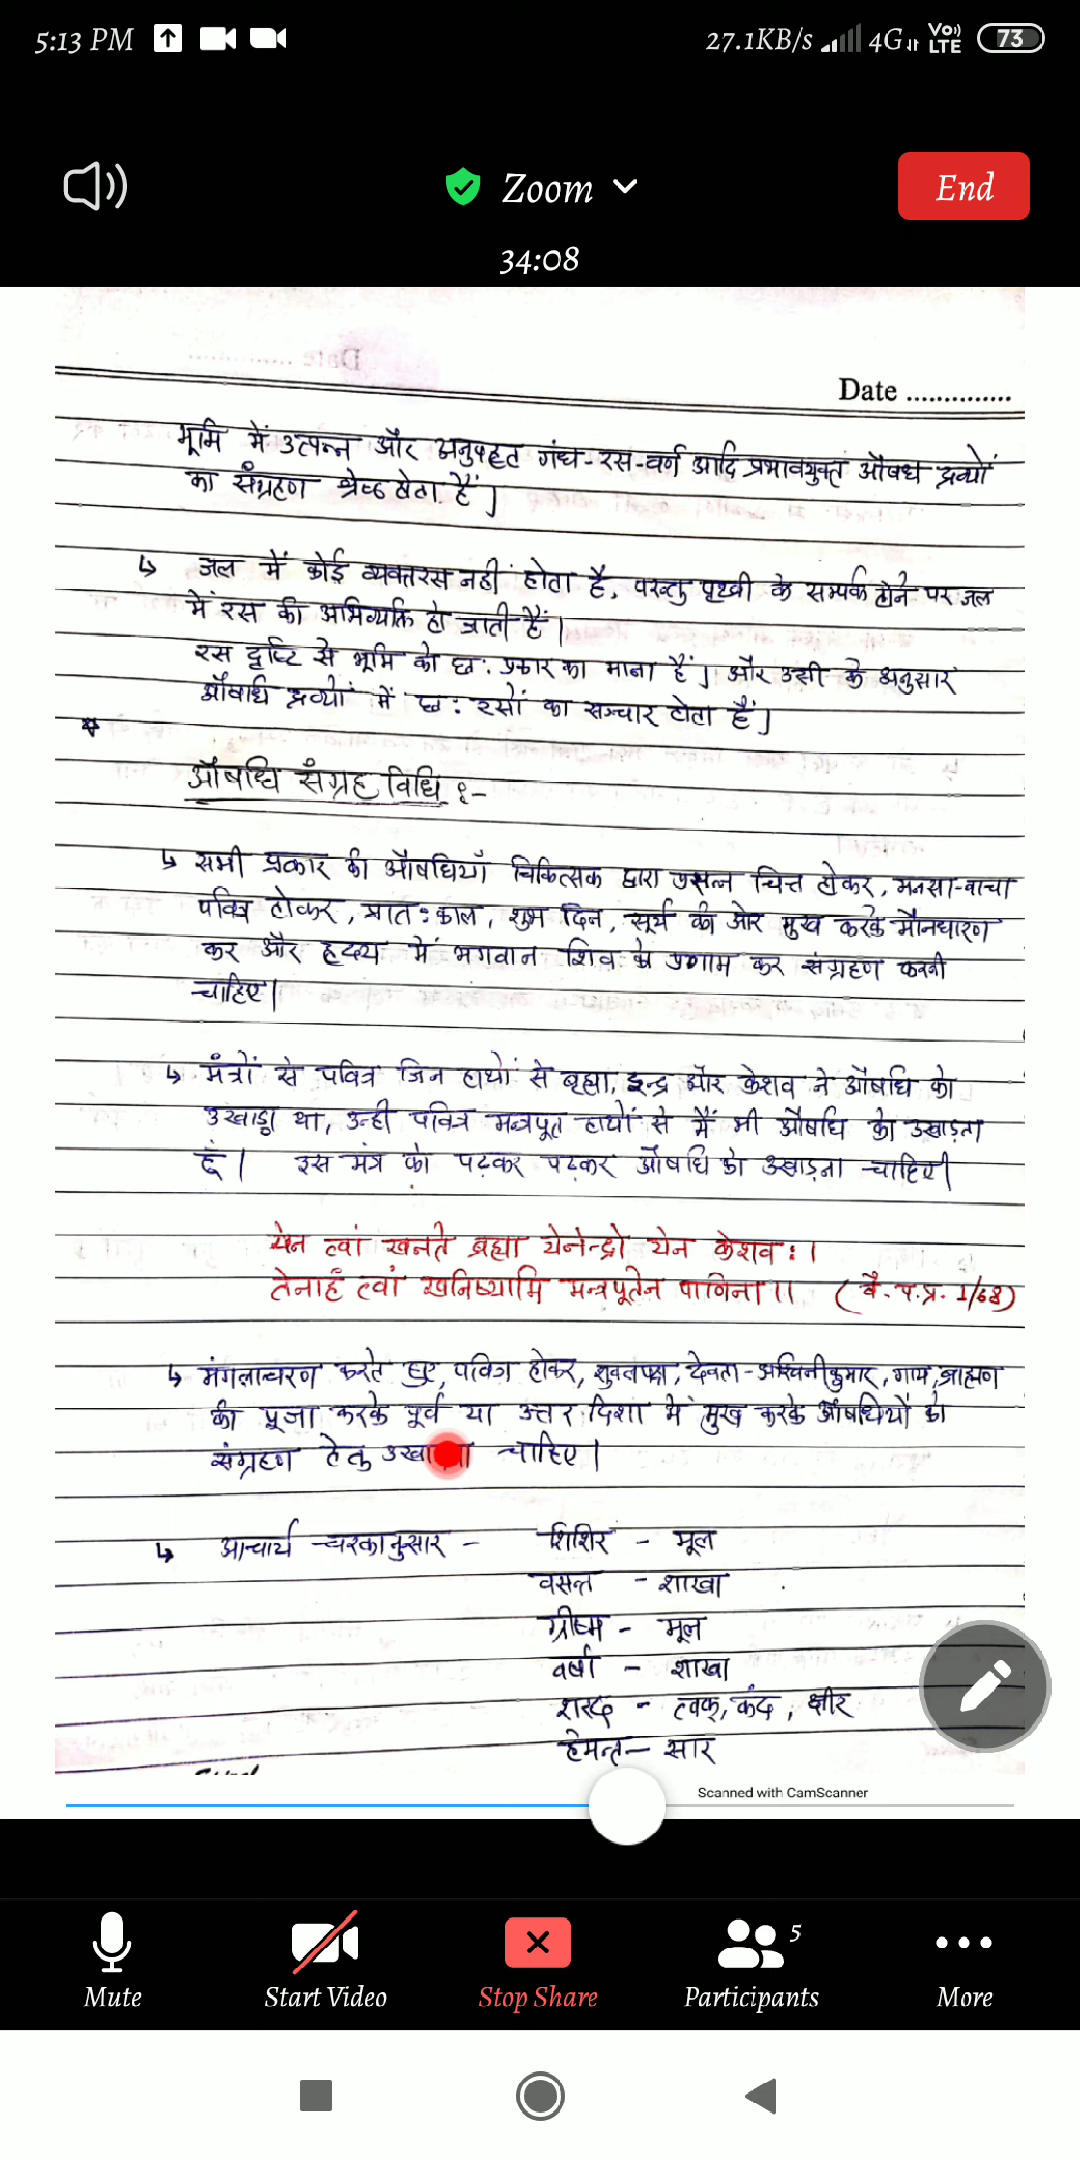 5:13 PM 27.1KB/s 4G Vo)) LTE 73
Zoom End
34:08
Date ..............
भूमि में उत्पन्न और अनुपहत गंध-रस-वर्ण आदि प्रभावयुक्त औषध द्रव्यों
का संग्रहण श्रेष्ठ होता है।
↳ जल में कोई व्यक्तरस नहीं होता है, परन्तु पृथ्वी के सम्पर्क होने पर जल
में रस की अभिव्यक्ति हो जाती हैं।
रस दृष्टि से भूमि को छः प्रकार का माना हैं। और उसी के अनुसार
औषधि द्रव्यों में छः रसों का सञ्चार होता हैं।
*
औषधि संग्रह विधि :-
↳ सभी प्रकार की औषधियाँ चिकित्सक द्वारा प्रसन्न चित्त होकर, मनसा-वाचा
पवित्र होकर, प्रातःकाल, शुभ दिन, सूर्य की ओर मुख करके मौनधारण
कर और हृदय में भगवान शिव के प्रणाम कर संग्रहण करनी
चाहिए।
↳ मंत्रों से पवित्र जिन हाथों से बृह्मा, इन्द्र और केशव ने औषधि को
उखाड़ा था, उन्ही पवित्र मन्त्रपूत हाथों से मैं भी औषधि को उखाड़ता
हूं। इस मंत्र को पढ़कर पढ़कर औषधि को उखाड़ना चाहिए।
येन त्वां खनते ब्रह्मा येनेन्द्रो येन केशवः।
तेनाहं त्वां खनिष्यामि मन्त्रपूतेन पाणिना।। (वै. प. प्र. 1/68)
↳ मंगलाचरण करते हुए, पवित्र होकर, शुक्लपक्ष, देवता-अश्विनीकुमार, गाय, ब्राह्मण
की पूजा करके पूर्व या उत्तर दिशा में मुख करके औषधियों को
संग्रहण हेतु चाहिए।
↳ आचार्य चरकानुसार - शिशिर - मूल
वसन्त - शाखा
ग्रीष्म - मूल
वर्षा - शाखा
शरद - त्वक्, कंद, क्षीर
हेमन्त - सार
Scanned with CamScanner
5
Mute Start Video Stop Share Participants More